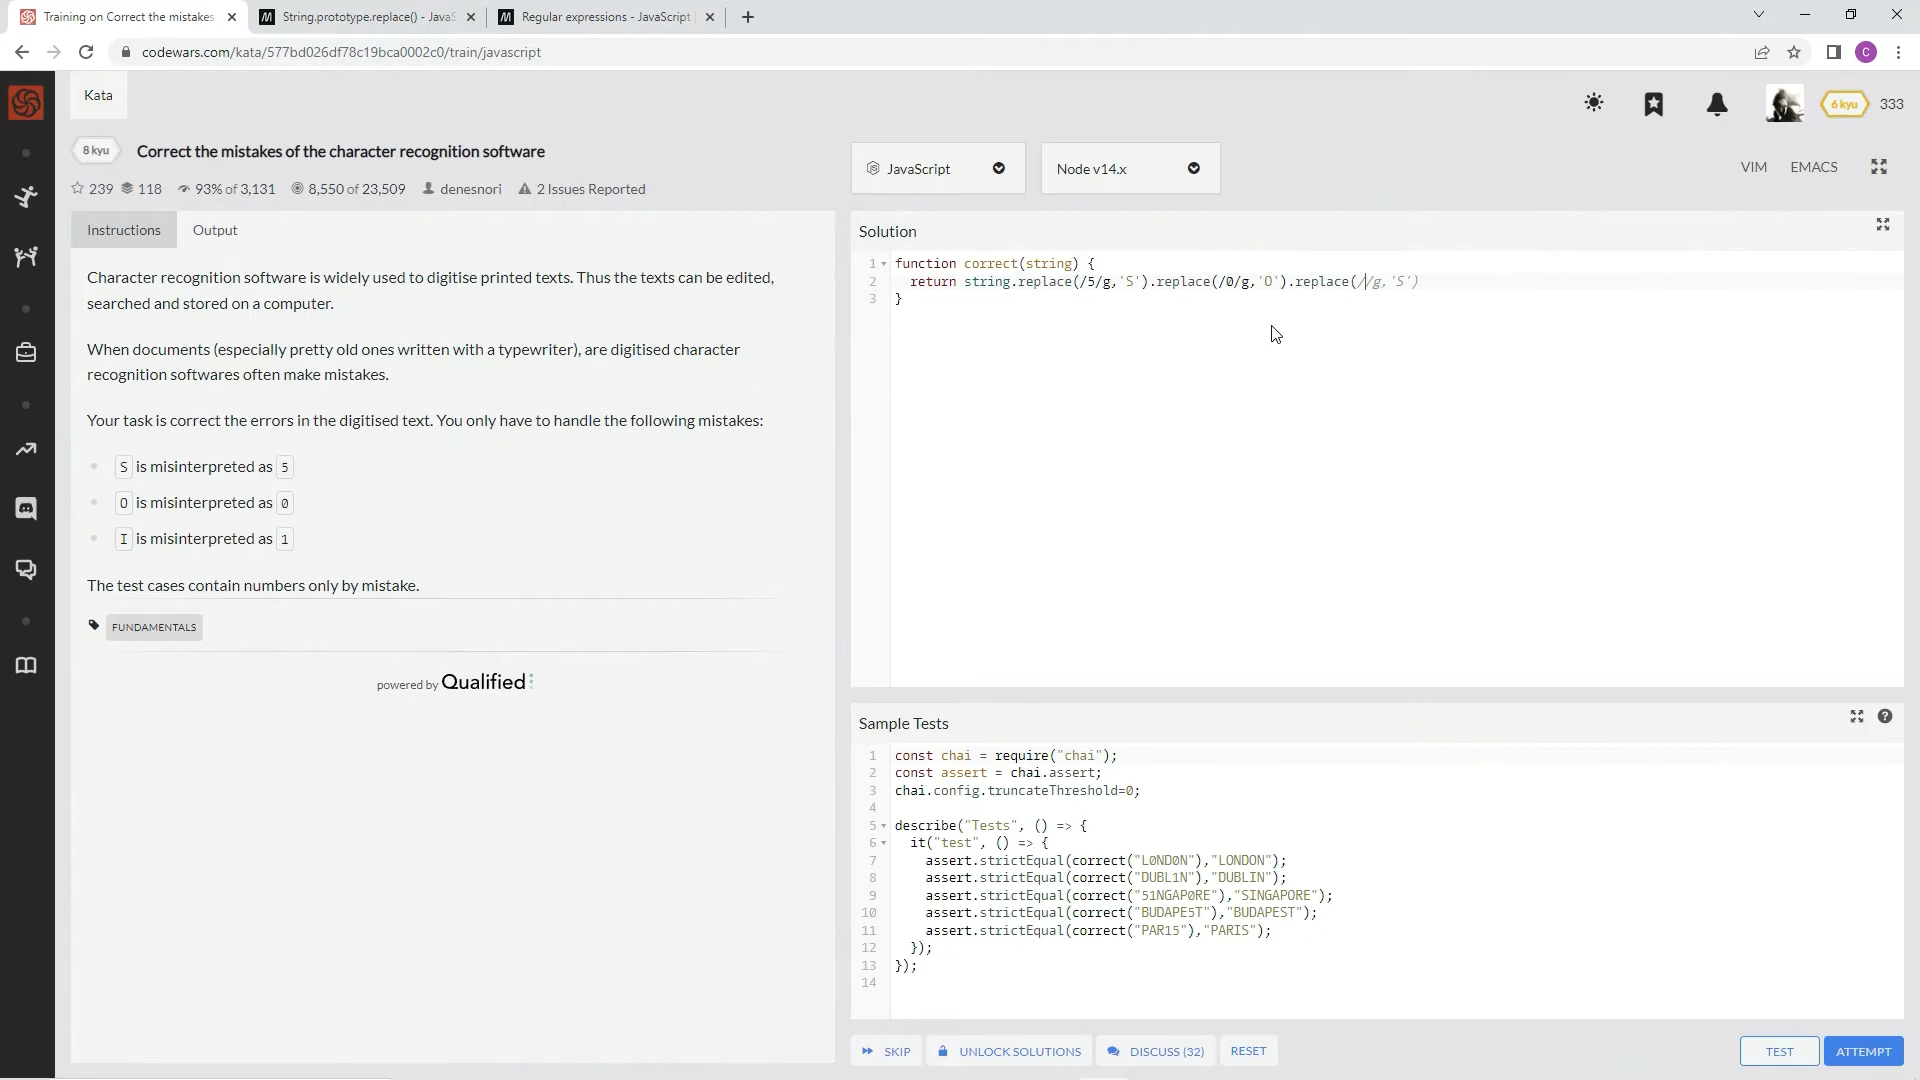 Training on Correct the mistakes
String.prototype.replace() - JavaS
Regular expressions - JavaScript
codewars.com/kata/577bd026df78c19bca0002c0/train/javascript
C
Kata
6 kyu
333
8 kyu
Correct the mistakes of the character recognition software
239
118
93% of 3,131
8,550 of 23,509
denesnori
2 Issues Reported
JavaScript
Node v14.x
VIM
EMACS
Instructions
Output
Character recognition software is widely used to digitise printed texts. Thus the texts can be edited,
searched and stored on a computer.
When documents (especially pretty old ones written with a typewriter), are digitised character
recognition softwares often make mistakes.
Your task is correct the errors in the digitised text. You only have to handle the following mistakes:
S is misinterpreted as 5
O is misinterpreted as 0
I is misinterpreted as 1
The test cases contain numbers only by mistake.
FUNDAMENTALS
powered by Qualified
Solution
1 function correct(string) {
2 return string.replace(/5/g,'S').replace(/0/g,'O').replace(//g,'S')
3 }
Sample Tests
1 const chai = require("chai");
2 const assert = chai.assert;
3 chai.config.truncateThreshold=0;
4
5 describe("Tests", () => {
6 it("test", () => {
7 assert.strictEqual(correct("L0ND0N"),"LONDON");
8 assert.strictEqual(correct("DUBL1N"),"DUBLIN");
9 assert.strictEqual(correct("51NGAP0RE"),"SINGAPORE");
10 assert.strictEqual(correct("BUDAPE5T"),"BUDAPEST");
11 assert.strictEqual(correct("PAR15"),"PARIS");
12 });
13 });
14
SKIP
UNLOCK SOLUTIONS
DISCUSS (32)
RESET
TEST
ATTEMPT